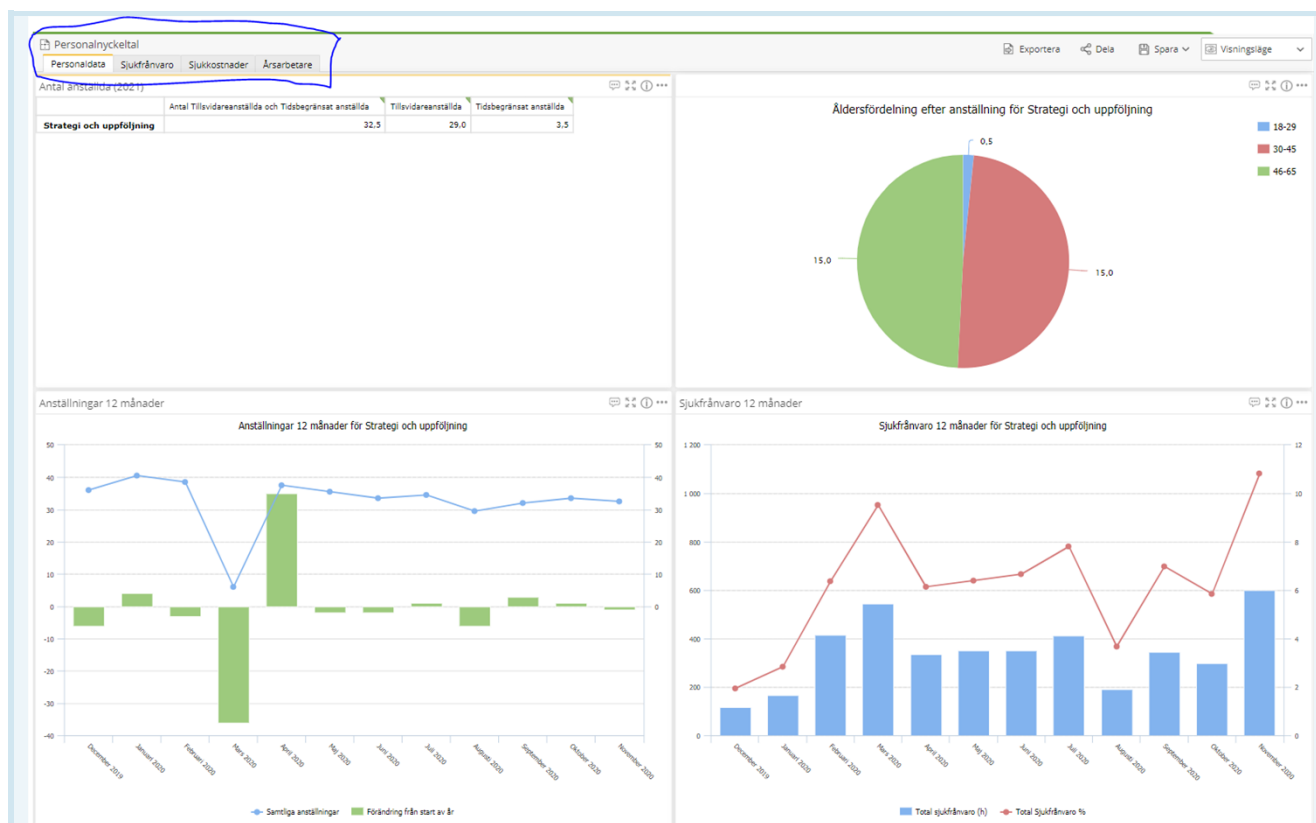 Personalnyckeltal
Exportera Dela Spara Visningsläge
Personaldata Sjukfrånvaro Sjukkostnader Årsarbetare
Antal anställda (2021)
Antal Tillsvidareanställda och Tidsbegränsat anställda Tillsvidareanställda Tidsbegränsat anställda
Strategi och uppföljning 32,5 29,0 3,5
Åldersfördelning efter anställning för Strategi och uppföljning
18-29
30-45
46-65
0,5
15,0
15,0
Anställningar 12 månader
Anställningar 12 månader för Strategi och uppföljning
50 50
40 40
30 30
20 20
10 10
0 0
-10
-20
-30
-40
December 2019 Januari 2020 Februari 2020 Mars 2020 April 2020 Maj 2020 Juni 2020 Juli 2020 Augusti 2020 September 2020 Oktober 2020 November 2020
Samtliga anställningar Förändring från start av år
Sjukfrånvaro 12 månader
Sjukfrånvaro 12 månader för Strategi och uppföljning
1 200 12
1 000 10
800 8
600 6
400 4
200 2
0 0
December 2019 Januari 2020 Februari 2020 Mars 2020 April 2020 Maj 2020 Juni 2020 Juli 2020 Augusti 2020 September 2020 Oktober 2020 November 2020
Total sjukfrånvaro (h) Total Sjukfrånvaro %